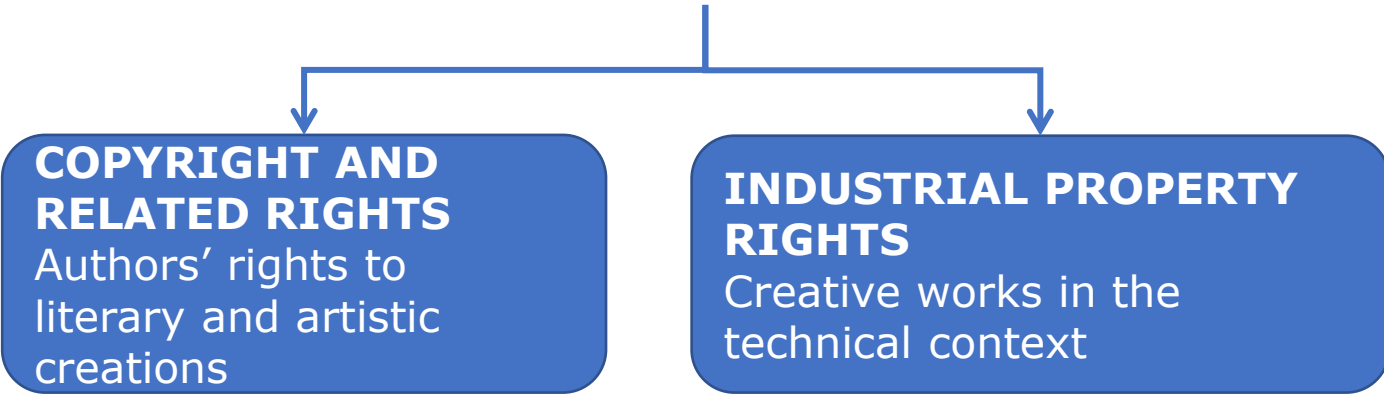 COPYRIGHT AND
RELATED RIGHTS
Authors’ rights to
literary and artistic
creations
INDUSTRIAL PROPERTY
RIGHTS
Creative works in the
technical context